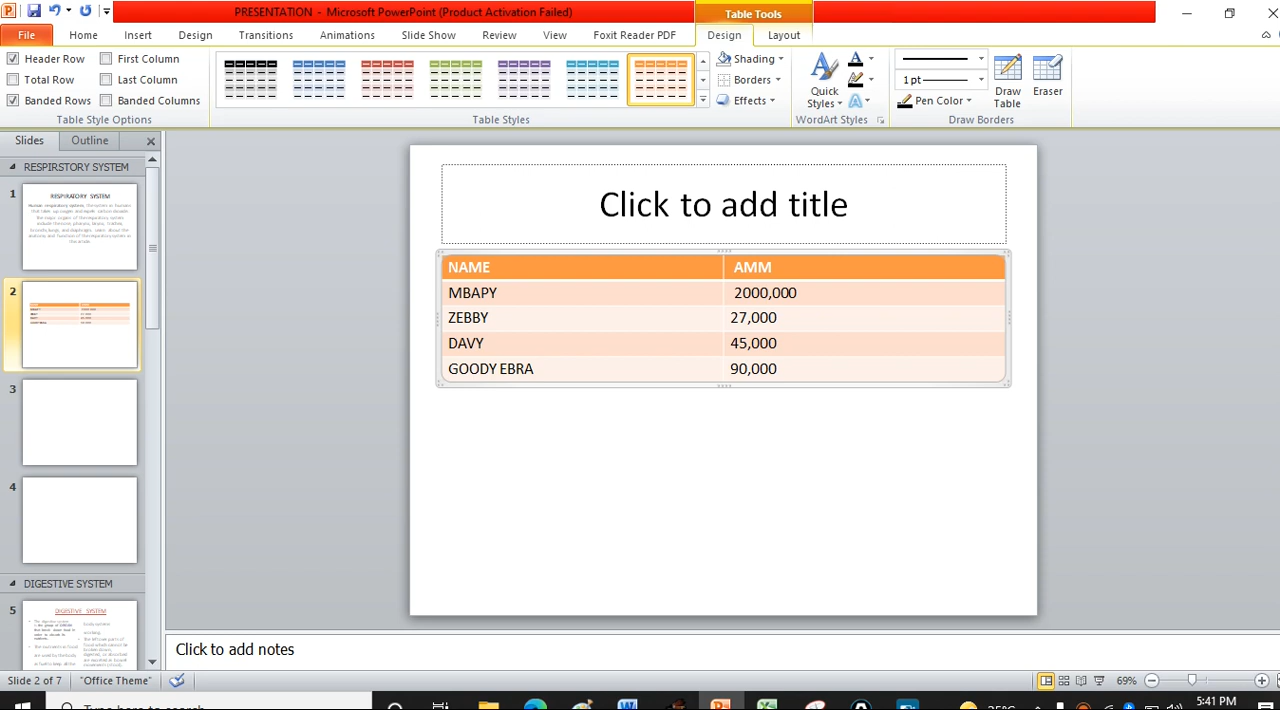 PRESENTATION - Microsoft PowerPoint (Product Activation Failed)
Table Tools
File Home Insert Design Transitions Animations Slide Show Review View Foxit Reader PDF Design Layout
Header Row First Column
Total Row Last Column
Banded Rows Banded Columns
Table Style Options
Table Styles
Shading
Borders
Effects
Quick Styles
WordArt Styles
1 pt
Pen Color
Draw Table
Eraser
Draw Borders
Slides Outline
RESPIRSTORY SYSTEM
1
RESPIRATORY SYSTEM
2
3
4
DIGESTIVE SYSTEM
5
DIGESTIVE SYSTEM
Click to add title
NAME AMM
MBAPY 2000,000
ZEBBY 27,000
DAVY 45,000
GOODY EBRA 90,000
Click to add notes
Slide 2 of 7 "Office Theme" 69%
Type here to search
5:41 PM